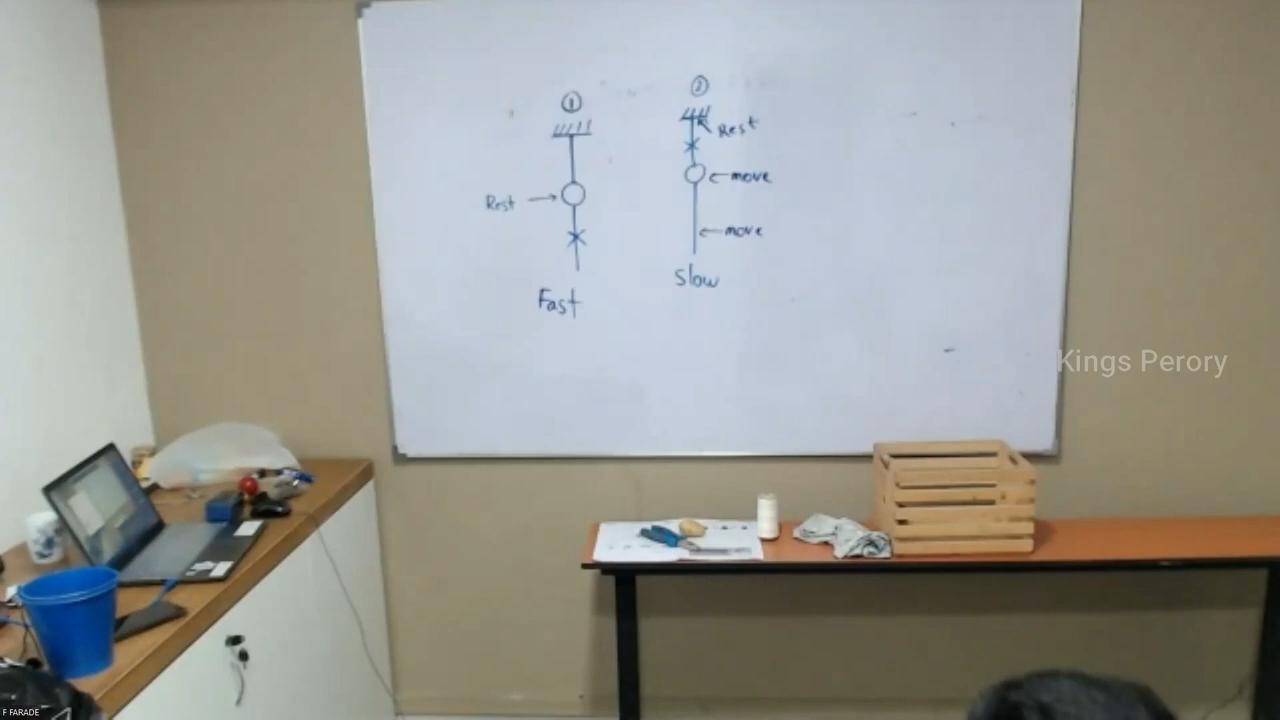 ① ②
Rest
Rest
move
move
Fast
Slow
Kings Perory
F FARADE